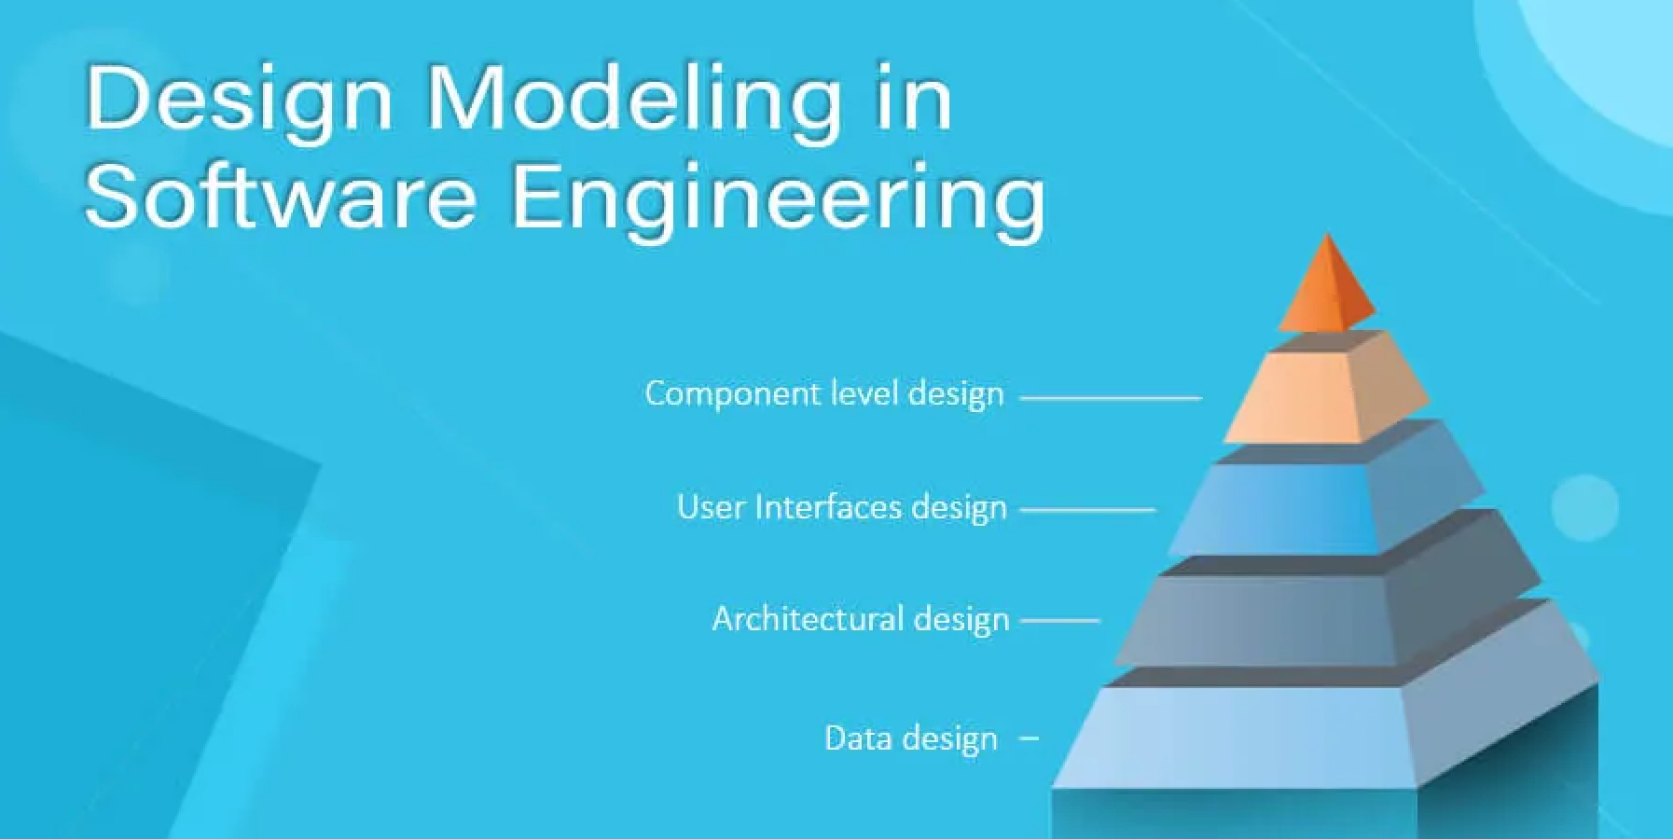 Design Modeling in
Software Engineering
Component level design
User Interfaces design
Architectural design
Data design